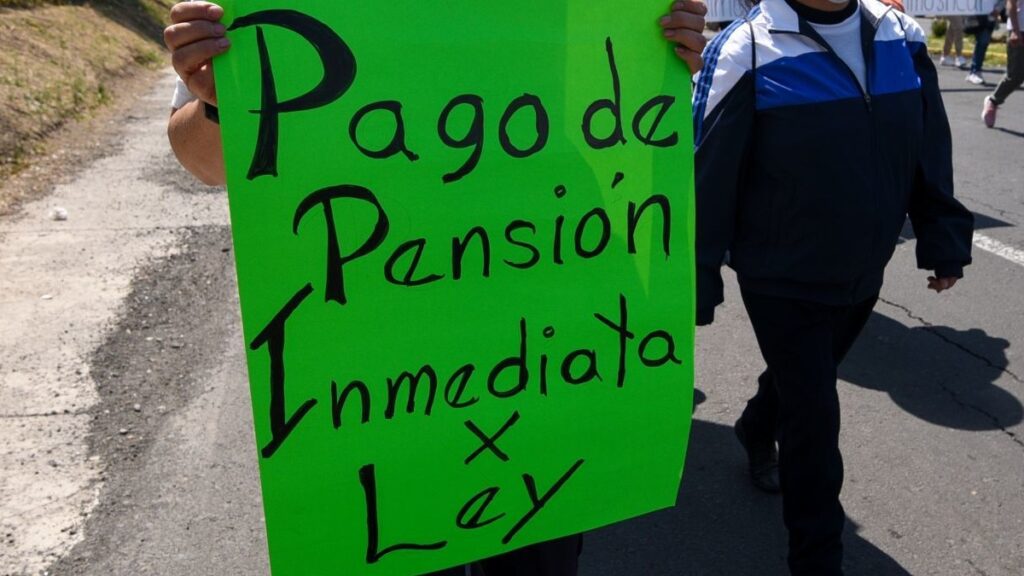 Pago de
Pensión
Inmediata
x
Ley